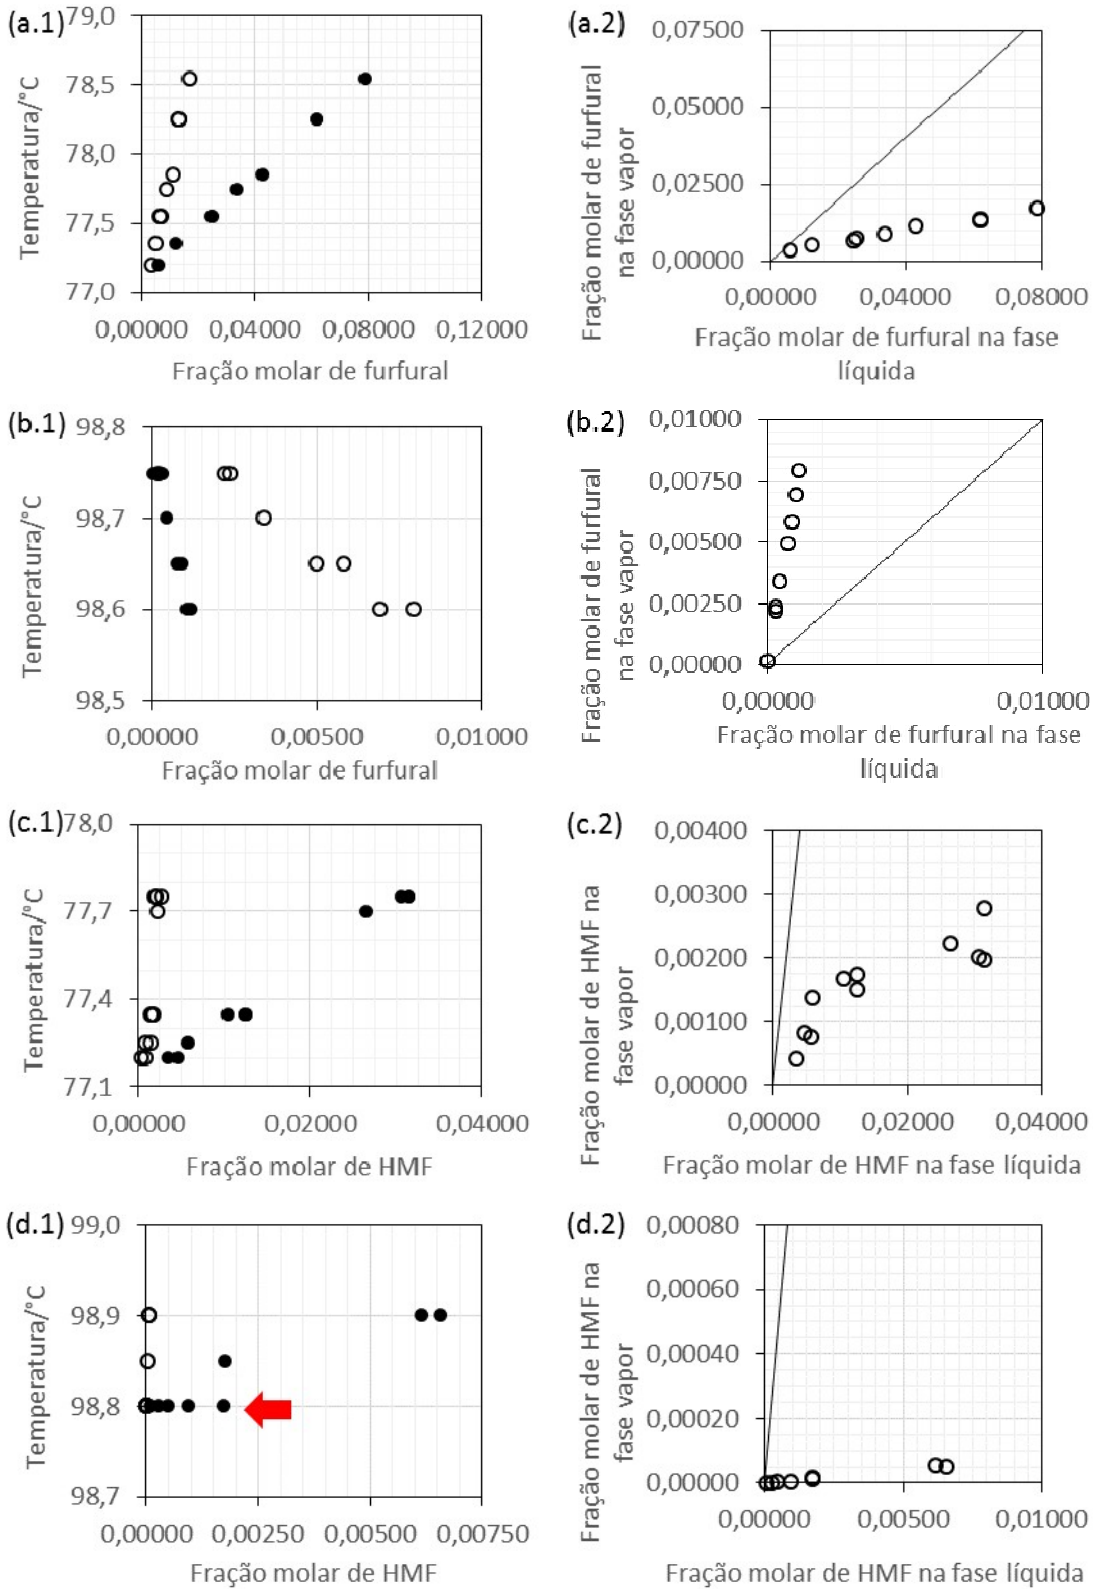 (a.1)
79,0
78,5
78,0
77,5
77,0
Temperatura/°C
0,00000 0,04000 0,08000 0,12000
Fração molar de furfural
(a.2)
0,07500
0,05000
0,02500
0,00000
Fração molar de furfural
na fase vapor
0,00000 0,04000 0,08000
Fração molar de furfural na fase
líquida
(b.1)
98,8
98,7
98,6
98,5
Temperatura/°C
0,00000 0,00500 0,01000
Fração molar de furfural
(b.2)
0,01000
0,00750
0,00500
0,00250
0,00000
Fração molar de furfural
na fase vapor
0,00000 0,01000
Fração molar de furfural na fase
líquida
(c.1)
78,0
77,7
77,4
77,1
Temperatura/°C
0,00000 0,02000 0,04000
Fração molar de HMF
(c.2)
0,00400
0,00300
0,00200
0,00100
0,00000
Fração molar de HMF na
fase vapor
0,00000 0,02000 0,04000
Fração molar de HMF na fase líquida
(d.1)
99,0
98,9
98,8
98,7
Temperatura/°C
0,00000 0,00250 0,00500 0,00750
Fração molar de HMF
(d.2)
0,00080
0,00060
0,00040
0,00020
0,00000
Fração molar de HMF na
fase vapor
0,00000 0,00500 0,01000
Fração molar de HMF na fase líquida